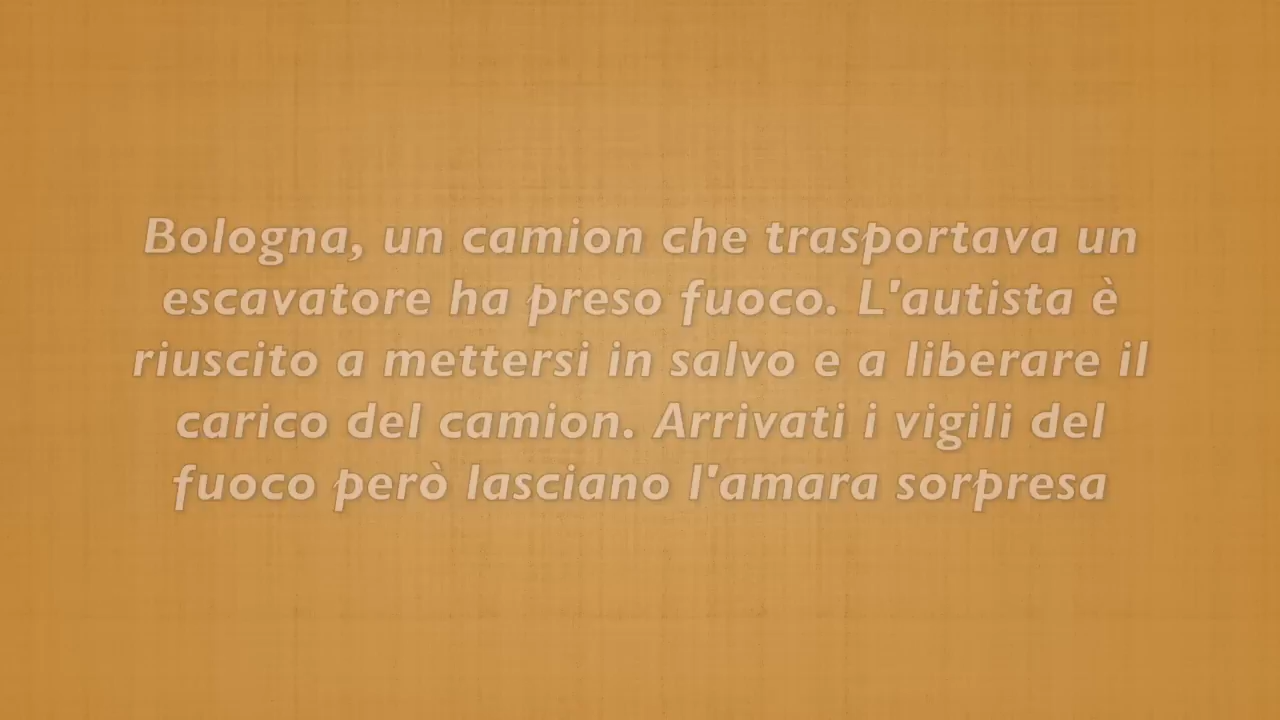 Bologna, un camion che trasportava un
escavatore ha preso fuoco. L'autista è
riuscito a mettersi in salvo e a liberare il
carico del camion. Arrivati i vigili del
fuoco però lasciano l'amara sorpresa